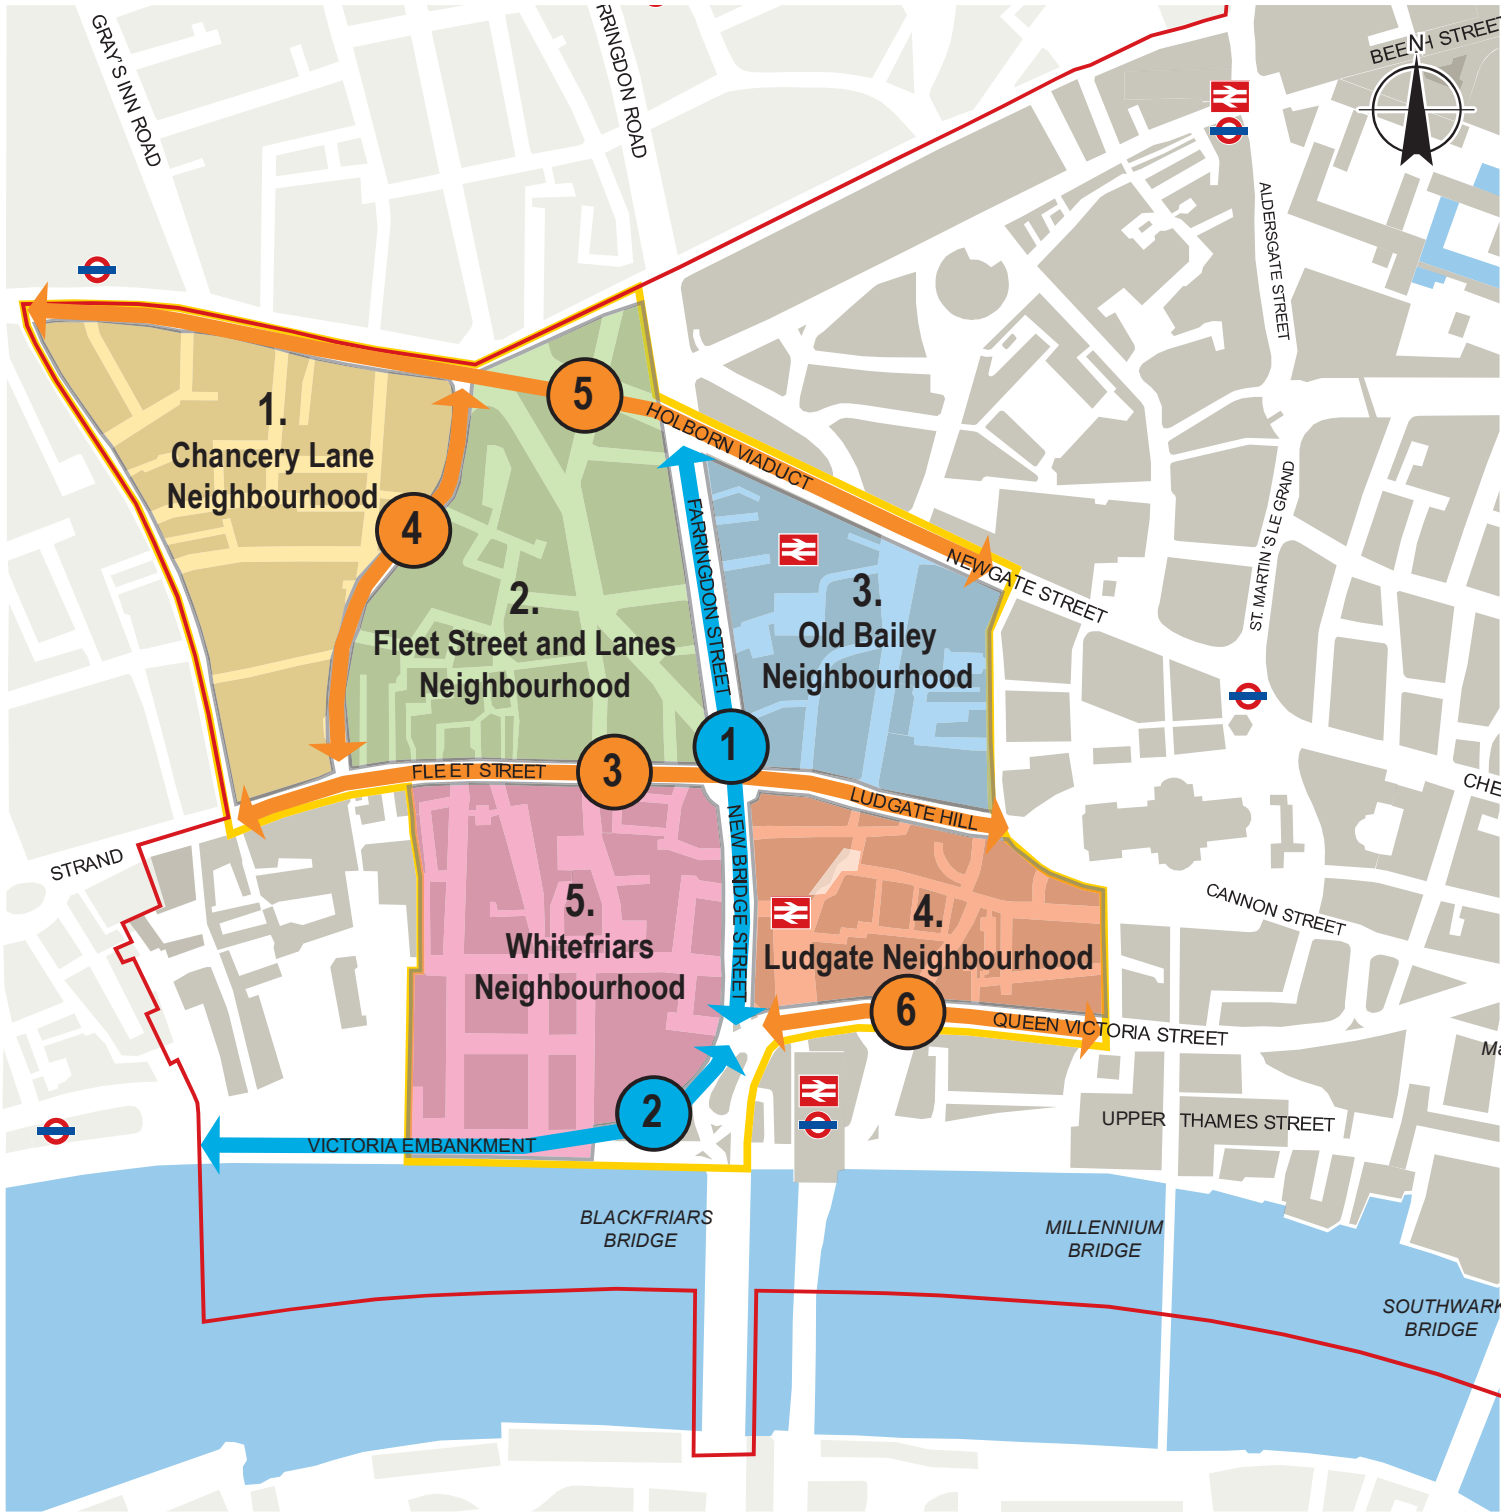 GRAY'S INN ROAD
RRINGDON ROAD
BEECH STREET
N
ALDERSGATE STREET
5
HOLBORN VIADUCT
1.
Chancery Lane
Neighbourhood
4
FARRINGDON STREET
NEWGATE STREET
ST. MARTIN'S LE GRAND
2.
Fleet Street and Lanes
Neighbourhood
3.
Old Bailey
Neighbourhood
1
FLEET STREET
3
LUDGATE HILL
CHE
STRAND
NEW BRIDGE STREET
CANNON STREET
5.
Whitefriars
Neighbourhood
4.
Ludgate Neighbourhood
6
QUEEN VICTORIA STREET
Ma
2
VICTORIA EMBANKMENT
UPPER THAMES STREET
BLACKFRIARS
BRIDGE
MILLENNIUM
BRIDGE
SOUTHWARK
BRIDGE